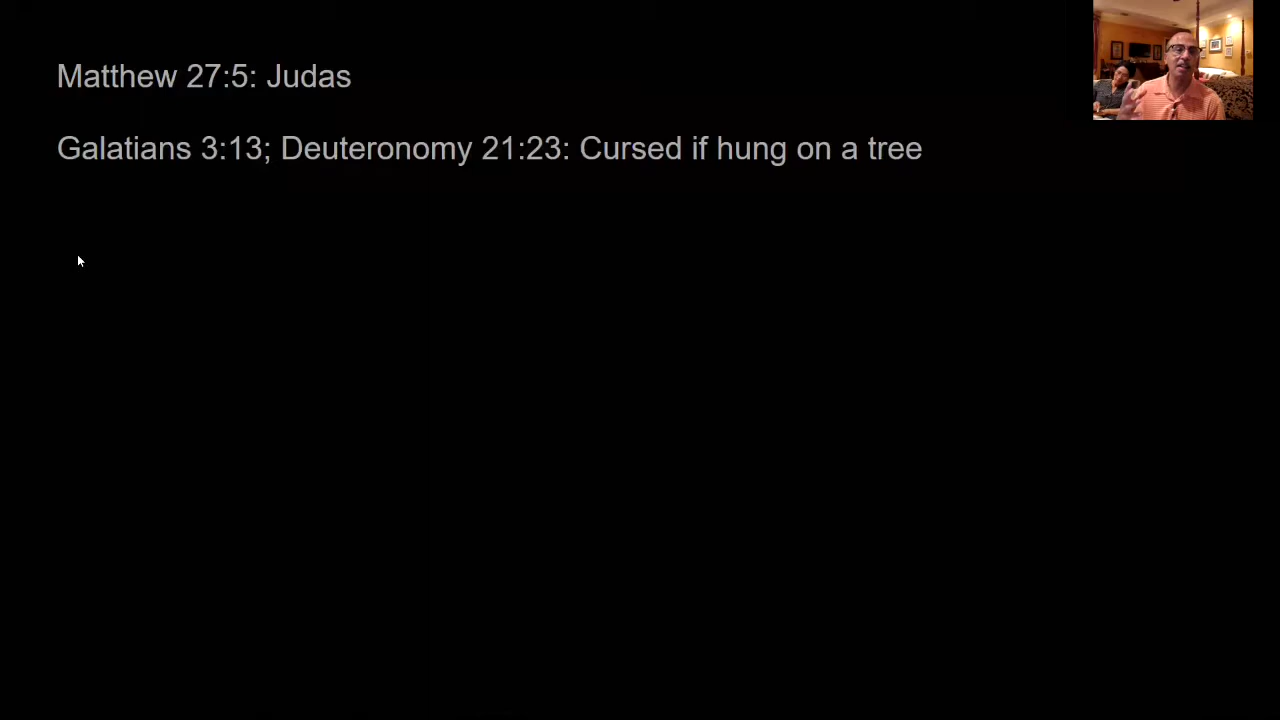 Matthew 27:5: Judas
Galatians 3:13; Deuteronomy 21:23: Cursed if hung on a tree